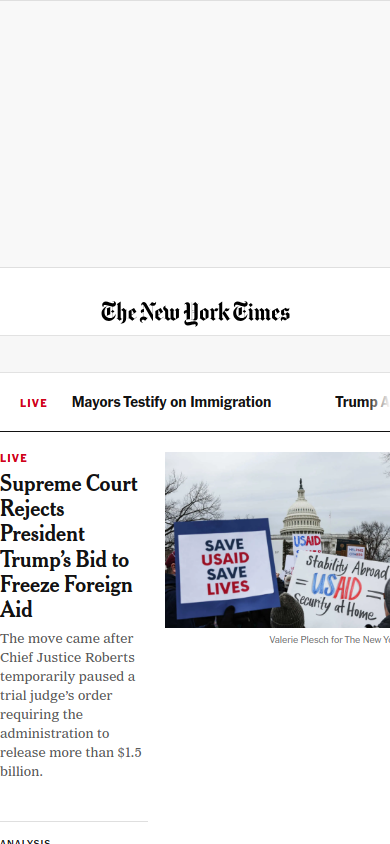 The New York Times
LIVE Mayors Testify on Immigration Trump
LIVE
Supreme Court
Rejects
President
Trump’s Bid to
Freeze Foreign
Aid
The move came after
Chief Justice Roberts
temporarily paused a
trial judge’s order
requiring the
administration to
release more than $1.5
billion.
SAVE
USAID
SAVE
LIVES
USAID
Stability Abroad
USAID
Security at Home
Valerie Plesch for The New
ANALYSIS